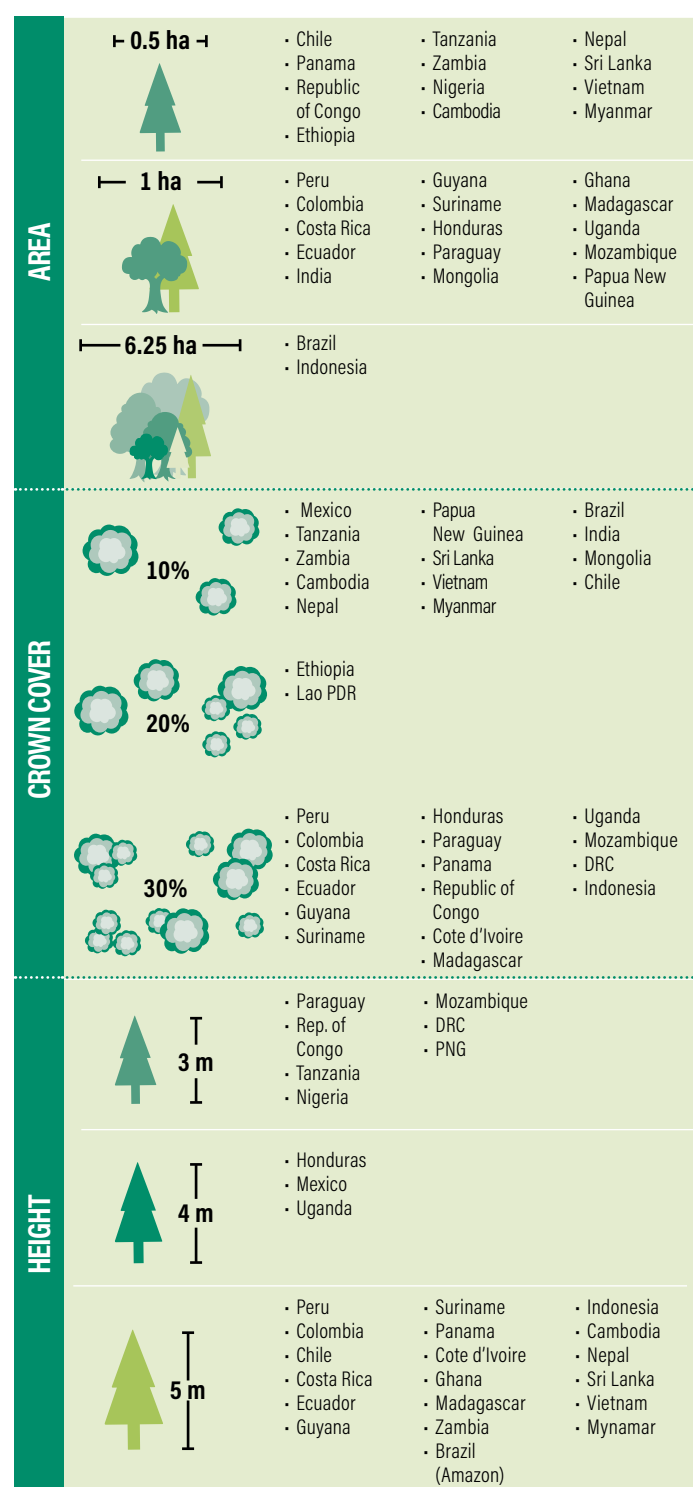 AREA
0.5 ha
· Chile
· Panama
· Republic
of Congo
· Ethiopia
· Tanzania
· Zambia
· Nigeria
· Cambodia
· Nepal
· Sri Lanka
· Vietnam
· Myanmar
1 ha
· Peru
· Colombia
· Costa Rica
· Ecuador
· India
· Guyana
· Suriname
· Honduras
· Paraguay
· Mongolia
· Ghana
· Madagascar
· Uganda
· Mozambique
· Papua New
Guinea
6.25 ha
· Brazil
· Indonesia
CROWN COVER
10%
· Mexico
· Tanzania
· Zambia
· Cambodia
· Nepal
· Papua
New Guinea
· Sri Lanka
· Vietnam
· Myanmar
· Brazil
· India
· Mongolia
· Chile
20%
· Ethiopia
· Lao PDR
30%
· Peru
· Colombia
· Costa Rica
· Ecuador
· Guyana
· Suriname
· Honduras
· Paraguay
· Panama
· Republic of
Congo
· Cote d'Ivoire
· Madagascar
· Uganda
· Mozambique
· DRC
· Indonesia
HEIGHT
3 m
· Paraguay
· Rep. of
Congo
· Tanzania
· Nigeria
· Mozambique
· DRC
· PNG
4 m
· Honduras
· Mexico
· Uganda
5 m
· Peru
· Colombia
· Chile
· Costa Rica
· Ecuador
· Guyana
· Suriname
· Panama
· Cote d'Ivoire
· Ghana
· Madagascar
· Zambia
· Brazil
(Amazon)
· Indonesia
· Cambodia
· Nepal
· Sri Lanka
· Vietnam
· Mynamar